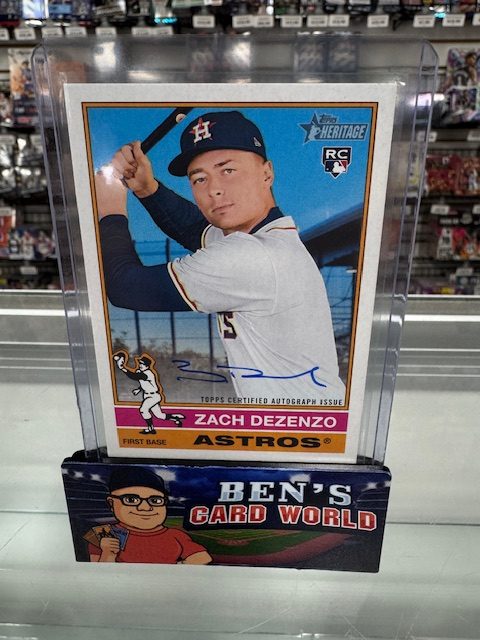 H
Topps
HERITAGE
RC
TOPPS CERTIFIED AUTOGRAPH ISSUE
ZACH DEZENZO
FIRST BASE
ASTROS®
BEN'S
CARD WORLD